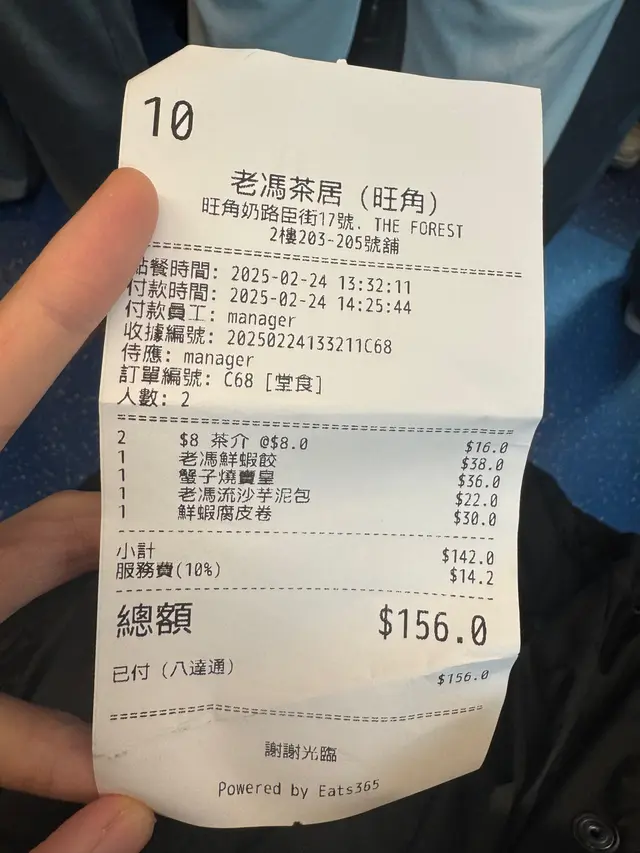 10
老馮茶居 (旺角)
旺角奶路臣街17號. THE FOREST
2樓203-205號舖
點餐時間: 2025-02-24 13:32:11
付款時間: 2025-02-24 14:25:44
付款員工: manager
收據編號: 20250224133211C68
侍應: manager
訂單編號: C68 [堂食]
人數: 2
2 $8 茶介 @$8.0 $16.0
1 老馮鮮蝦餃 $38.0
1 蟹子燒賣皇 $36.0
1 老馮流沙芋泥包 $22.0
1 鮮蝦腐皮卷 $30.0
小計 $142.0
服務費(10%) $14.2
總額 $156.0
已付 (八達通) $156.0
謝謝光臨
Powered by Eats365